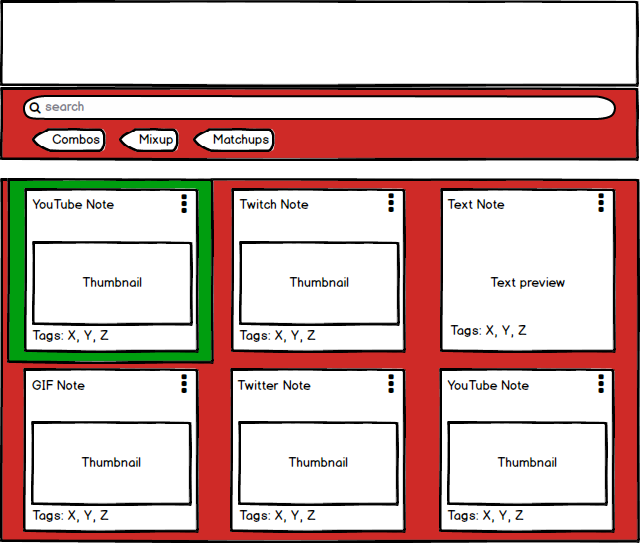 search
Combos
Mixup
Matchups
YouTube Note
Thumbnail
Tags: X, Y, Z
Twitch Note
Thumbnail
Tags: X, Y, Z
Text Note
Text preview
Tags: X, Y, Z
GIF Note
Thumbnail
Tags: X, Y, Z
Twitter Note
Thumbnail
Tags: X, Y, Z
YouTube Note
Thumbnail
Tags: X, Y, Z